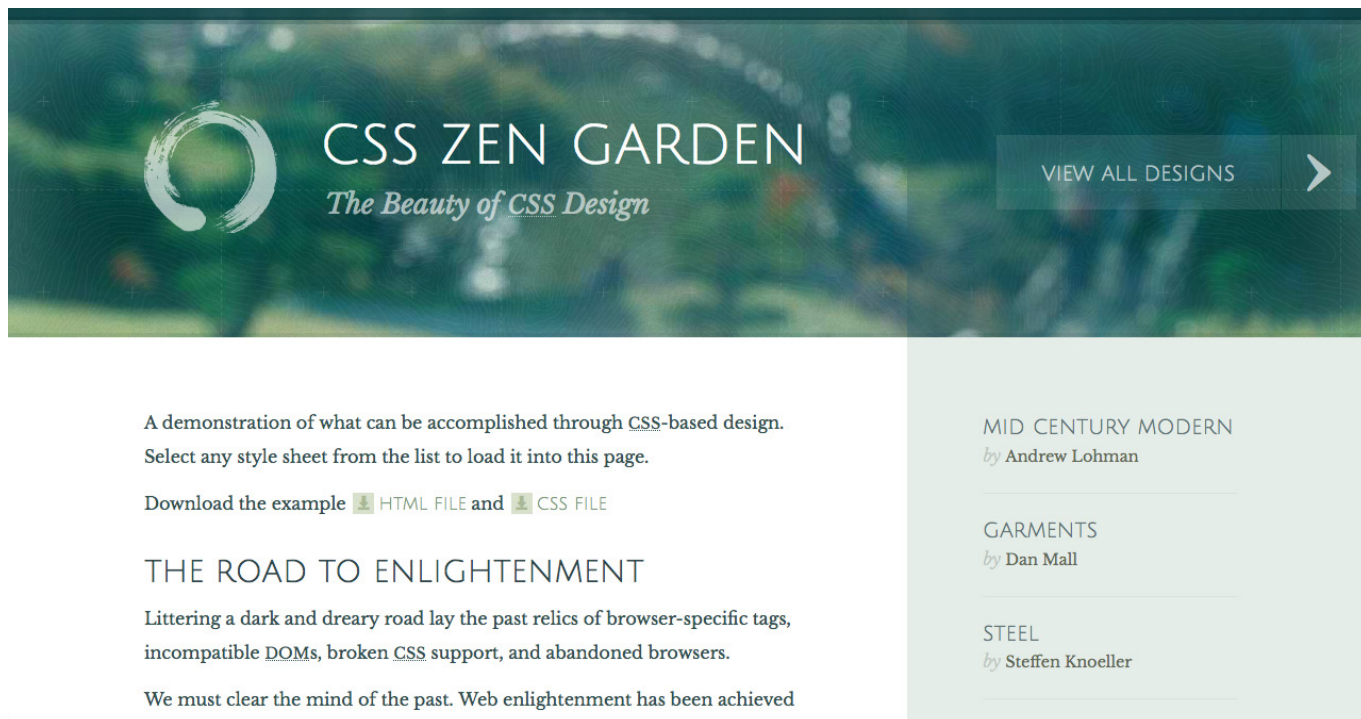 CSS ZEN GARDEN
The Beauty of CSS Design
VIEW ALL DESIGNS
A demonstration of what can be accomplished through CSS-based design.
Select any style sheet from the list to load it into this page.
Download the example HTML FILE and CSS FILE
THE ROAD TO ENLIGHTENMENT
Littering a dark and dreary road lay the past relics of browser-specific tags,
incompatible DOMs, broken CSS support, and abandoned browsers.
We must clear the mind of the past. Web enlightenment has been achieved
MID CENTURY MODERN
by Andrew Lohman
GARMENTS
by Dan Mall
STEEL
by Steffen Knoeller